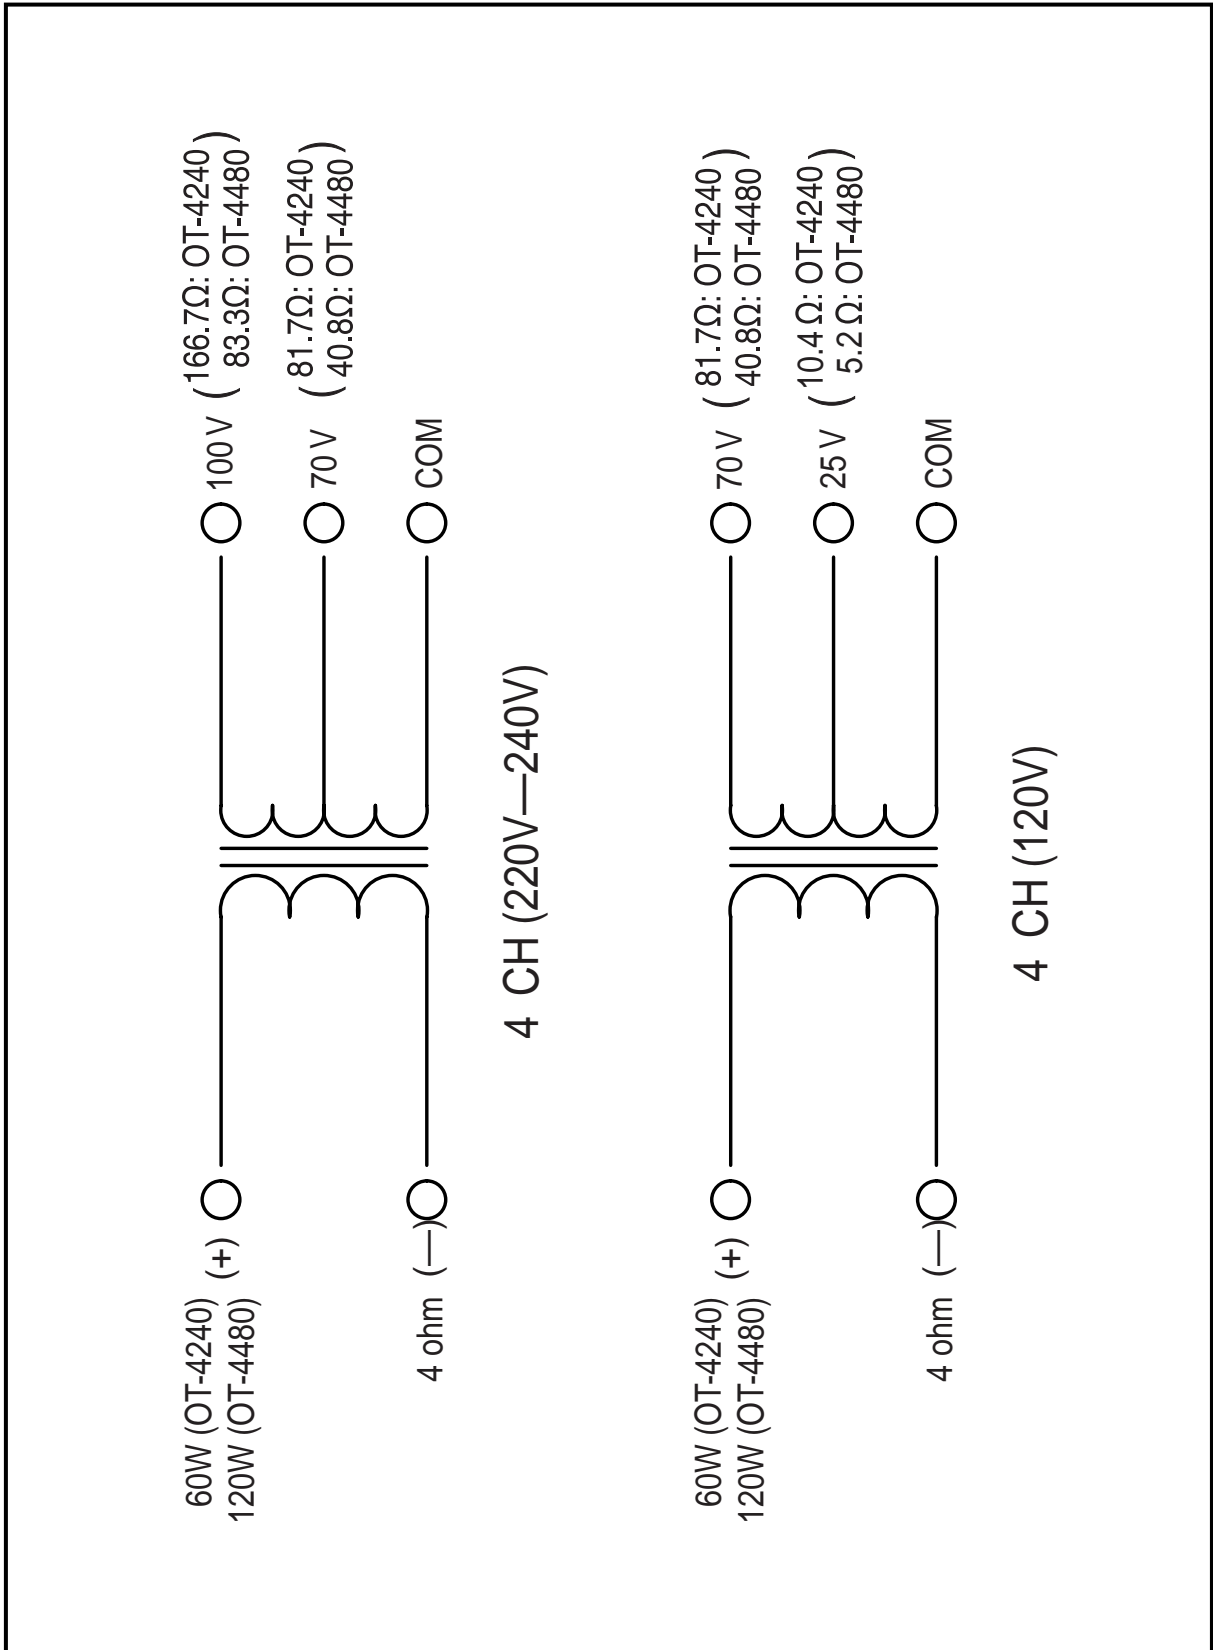 60W (OT-4240)
120W (OT-4480)
(+)
4 ohm (—)
100 V
(166.7Ω: OT-4240
83.3Ω: OT-4480)
70 V
(81.7Ω: OT-4240
40.8Ω: OT-4480)
COM
4 CH (220V—240V)
60W (OT-4240)
120W (OT-4480)
(+)
4 ohm (—)
70 V
(81.7Ω: OT-4240
40.8Ω: OT-4480)
25 V
(10.4 Ω: OT-4240
5.2 Ω: OT-4480)
COM
4 CH (120V)